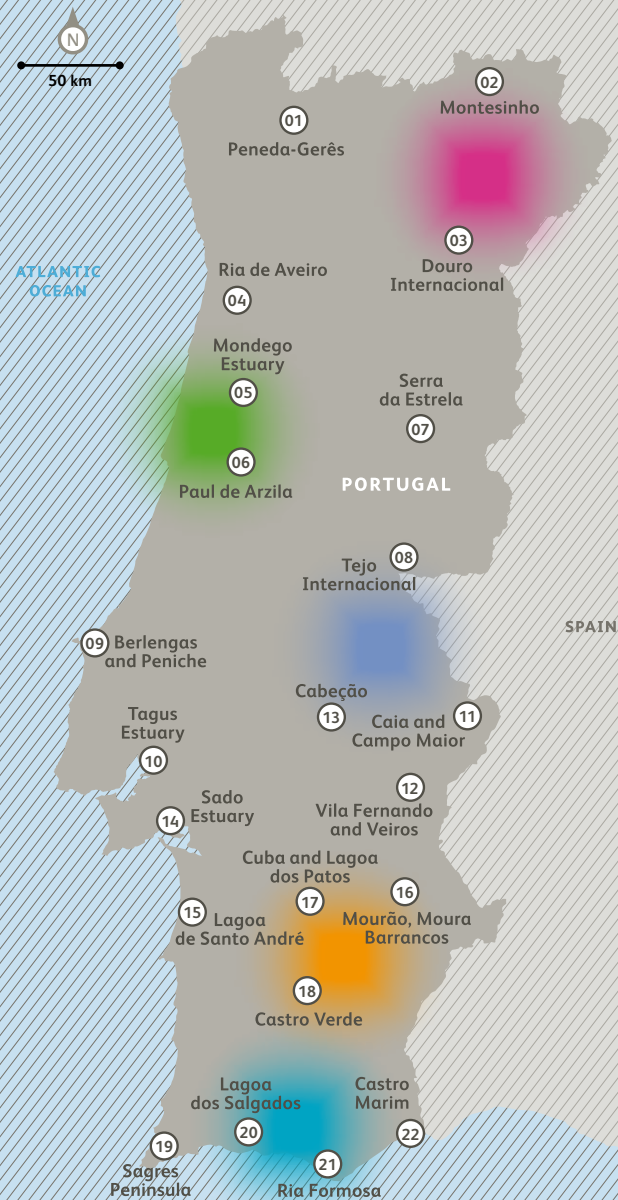 N
50 km
02
Montesinho
01
Peneda-Gerês
03
Douro
Internacional
ATLANTIC
OCEAN
Ria de Aveiro
04
Mondego
Estuary
05
Serra
da Estrela
07
06
Paul de Arzila
PORTUGAL
08
Tejo
Internacional
SPAIN
09
Berlengas
and Peniche
Cabeção
13
11
Caia and
Campo Maior
Tagus
Estuary
10
12
Vila Fernando
and Veiros
Sado
Estuary
14
Cuba and Lagoa
dos Patos
17
16
Mourão, Moura
Barrancos
15
Lagoa
de Santo André
18
Castro Verde
Lagoa
dos Salgados
20
Castro
Marim
22
19
Sagres
Peninsula
21
Ria Formosa